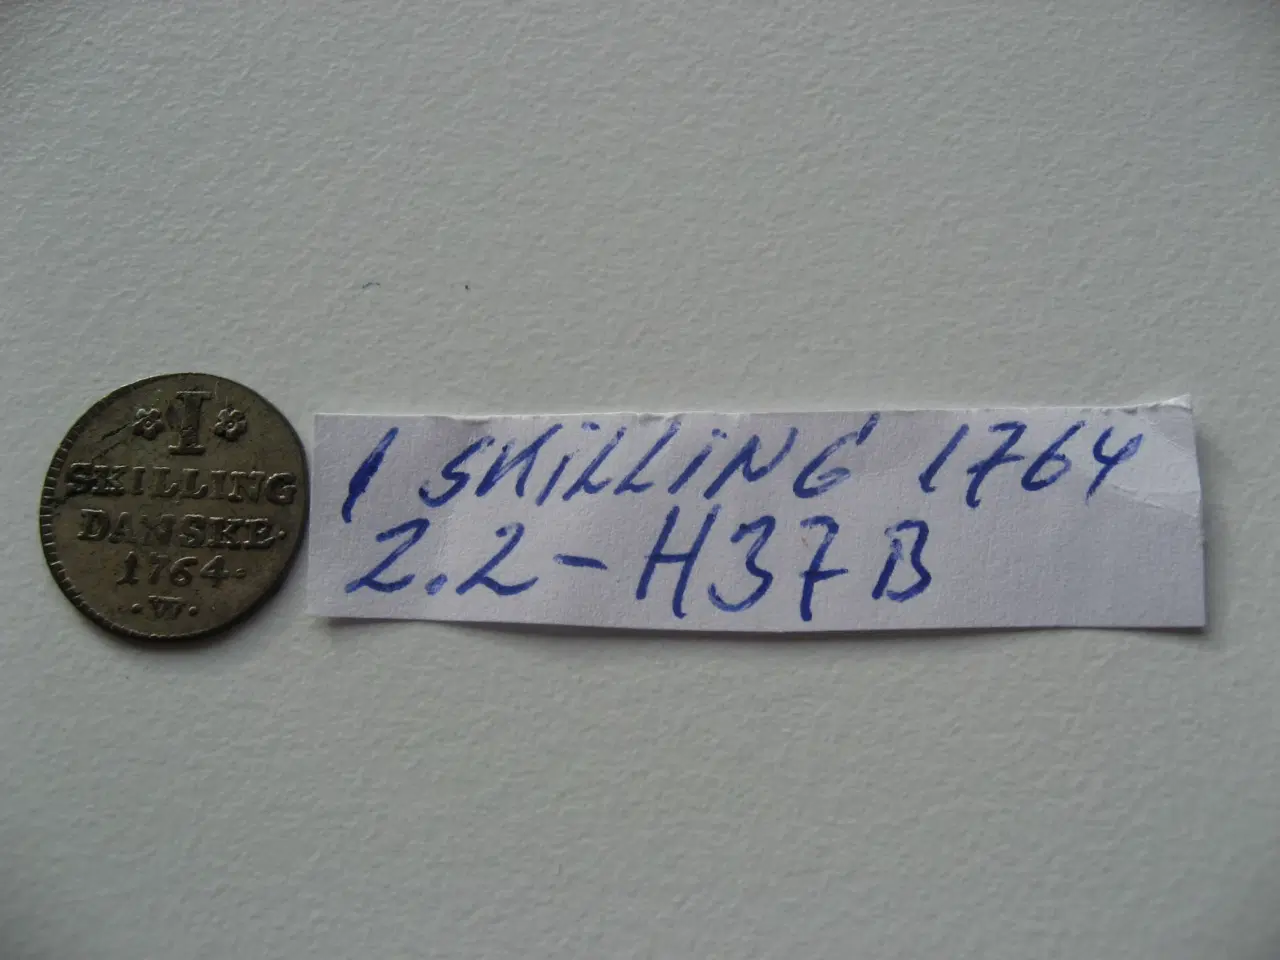 I
SKILLING
DANSKE.
1764.
.W.
1 SKiLLiNG 1764
2.2-H37B